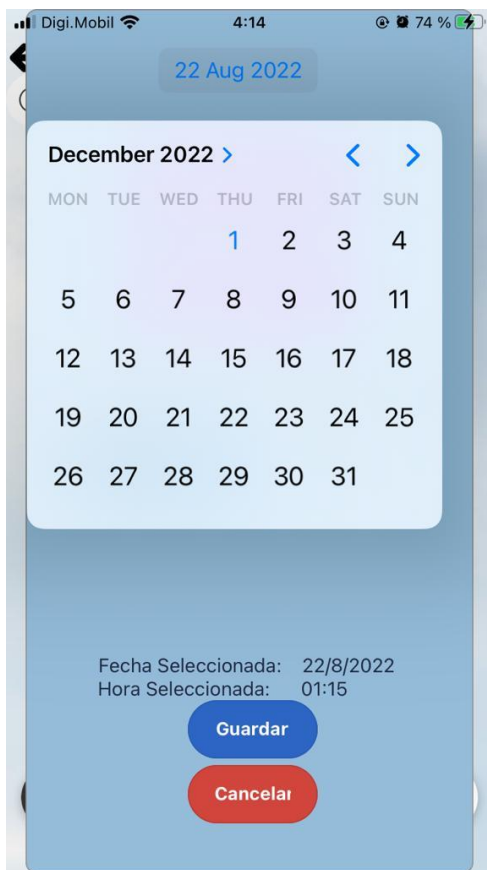 Digi.Mobil 4:14 74 %
22 Aug 2022
December 2022 >
MON TUE WED THU FRI SAT SUN
1 2 3 4
5 6 7 8 9 10 11
12 13 14 15 16 17 18
19 20 21 22 23 24 25
26 27 28 29 30 31
Fecha Seleccionada: 22/8/2022
Hora Seleccionada: 01:15
Guardar
Cancelar